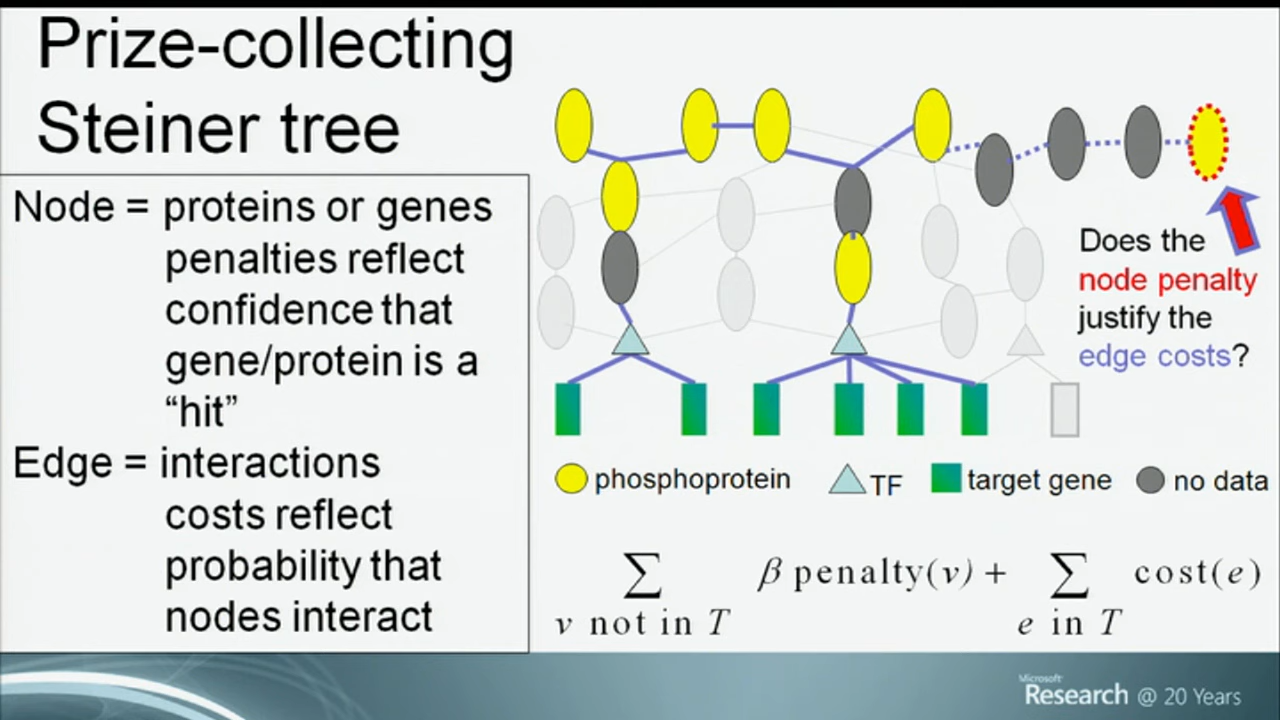 Prize-collecting
Steiner tree
Node = proteins or genes
penalties reflect
confidence that
gene/protein is a
“hit”
Edge = interactions
costs reflect
probability that
nodes interact
Does the
node penalty
justify the
edge costs?
phosphoprotein
TF
target gene
no data
∑ β penalty(v) + ∑ cost(e)
v not in T e in T
Microsoft
Research @ 20 Years